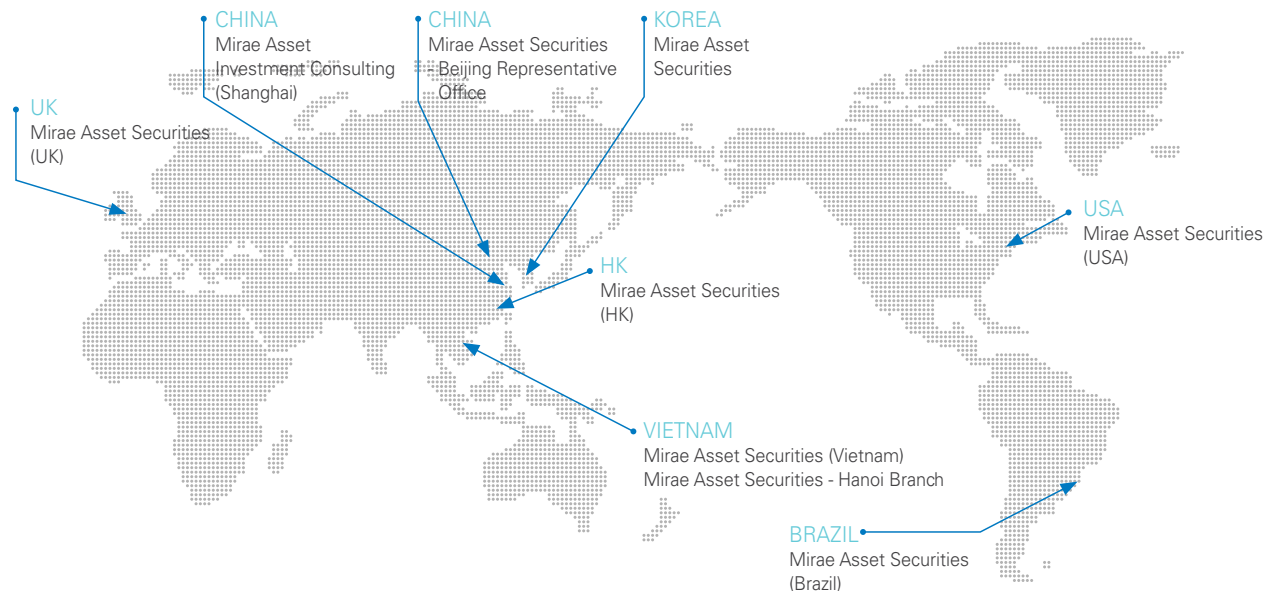 CHINA
Mirae Asset
Investment Consulting
(Shanghai)
CHINA
Mirae Asset Securities
- Beijing Representative
Office
KOREA
Mirae Asset
Securities
UK
Mirae Asset Securities
(UK)
USA
Mirae Asset Securities
(USA)
HK
Mirae Asset Securities
(HK)
VIETNAM
Mirae Asset Securities (Vietnam)
Mirae Asset Securities - Hanoi Branch
BRAZIL
Mirae Asset Securities
(Brazil)